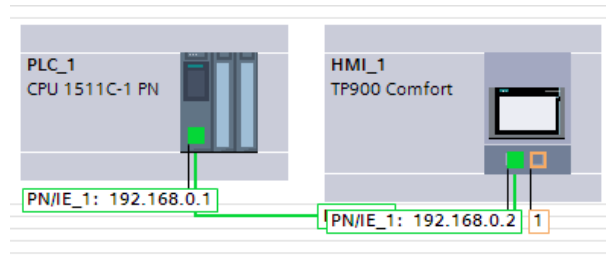 PLC_1
CPU 1511C-1 PN
HMI_1
TP900 Comfort
PN/IE_1: 192.168.0.1
PN/IE_1: 192.168.0.2
1